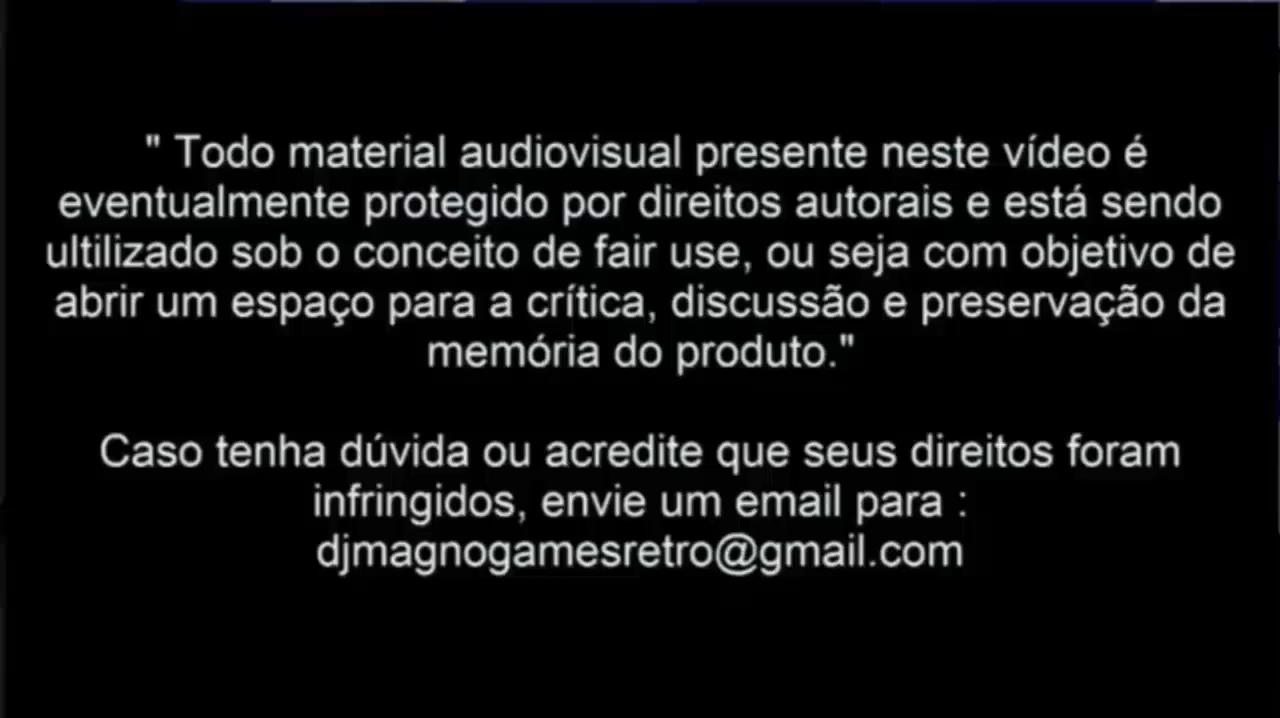 " Todo material audiovisual presente neste vídeo é
eventualmente protegido por direitos autorais e está sendo
ultilizado sob o conceito de fair use, ou seja com objetivo de
abrir um espaço para a crítica, discussão e preservação da
memória do produto."
Caso tenha dúvida ou acredite que seus direitos foram
infringidos, envie um email para :
djmagnogamesretro@gmail.com